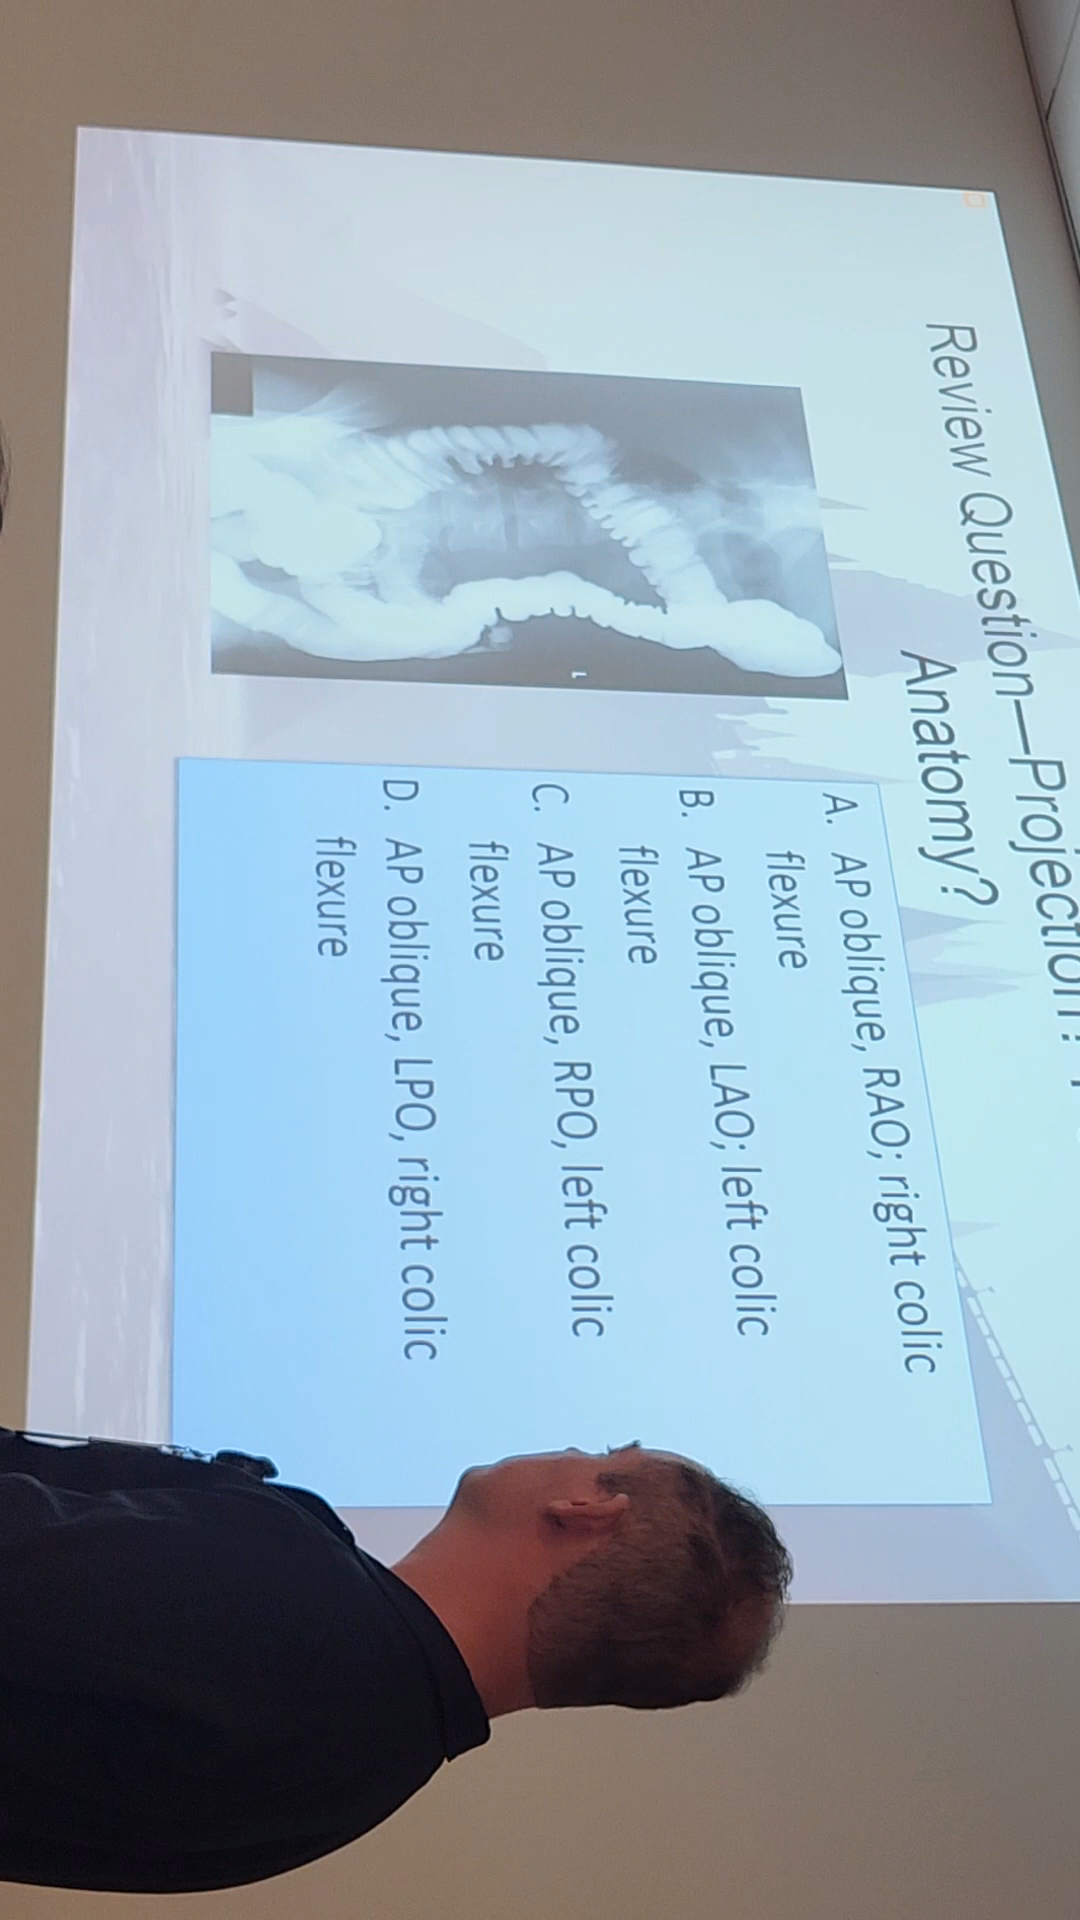 Review Question—Projection?
Anatomy?
L
A. AP oblique, RAO; right colic
flexure
B. AP oblique, LAO; left colic
flexure
C. AP oblique, RPO, left colic
flexure
D. AP oblique, LPO, right colic
flexure